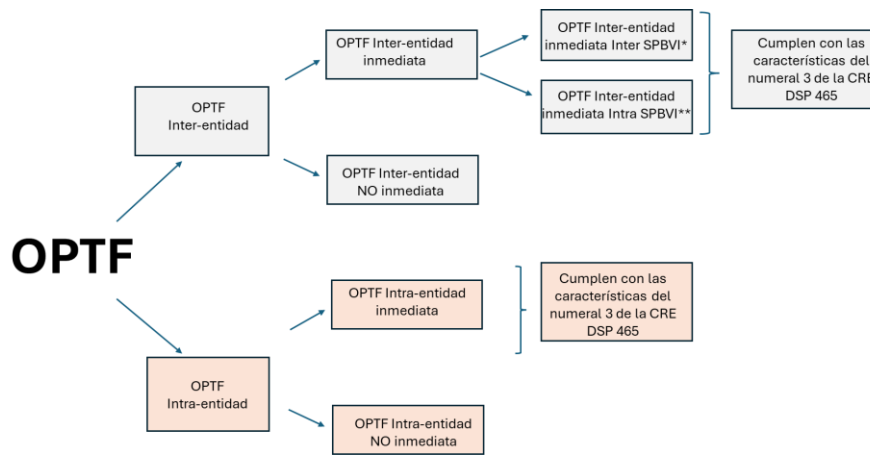 OPTF
OPTF
Inter-entidad
OPTF Inter-entidad
inmediata
OPTF Inter-entidad
inmediata Inter SPBVI*
OPTF Inter-entidad
inmediata Intra SPBVI**
Cumplen con las
características del
numeral 3 de la CRE
DSP 465
OPTF Inter-entidad
NO inmediata
OPTF
Intra-entidad
OPTF Intra-entidad
inmediata
Cumplen con las
características del
numeral 3 de la CRE
DSP 465
OPTF Intra-entidad
NO inmediata